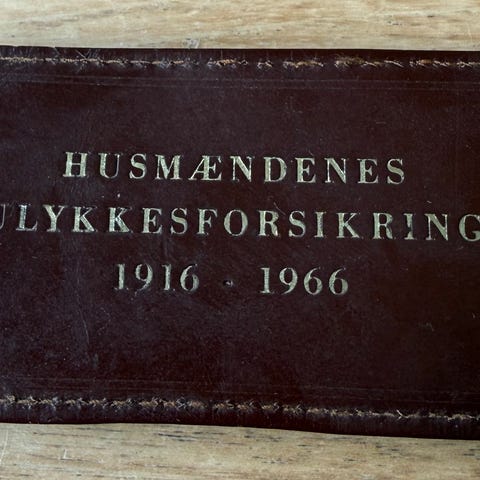 HUSMÆNDENES
ULYKKESFORSIKRING
1916 - 1966